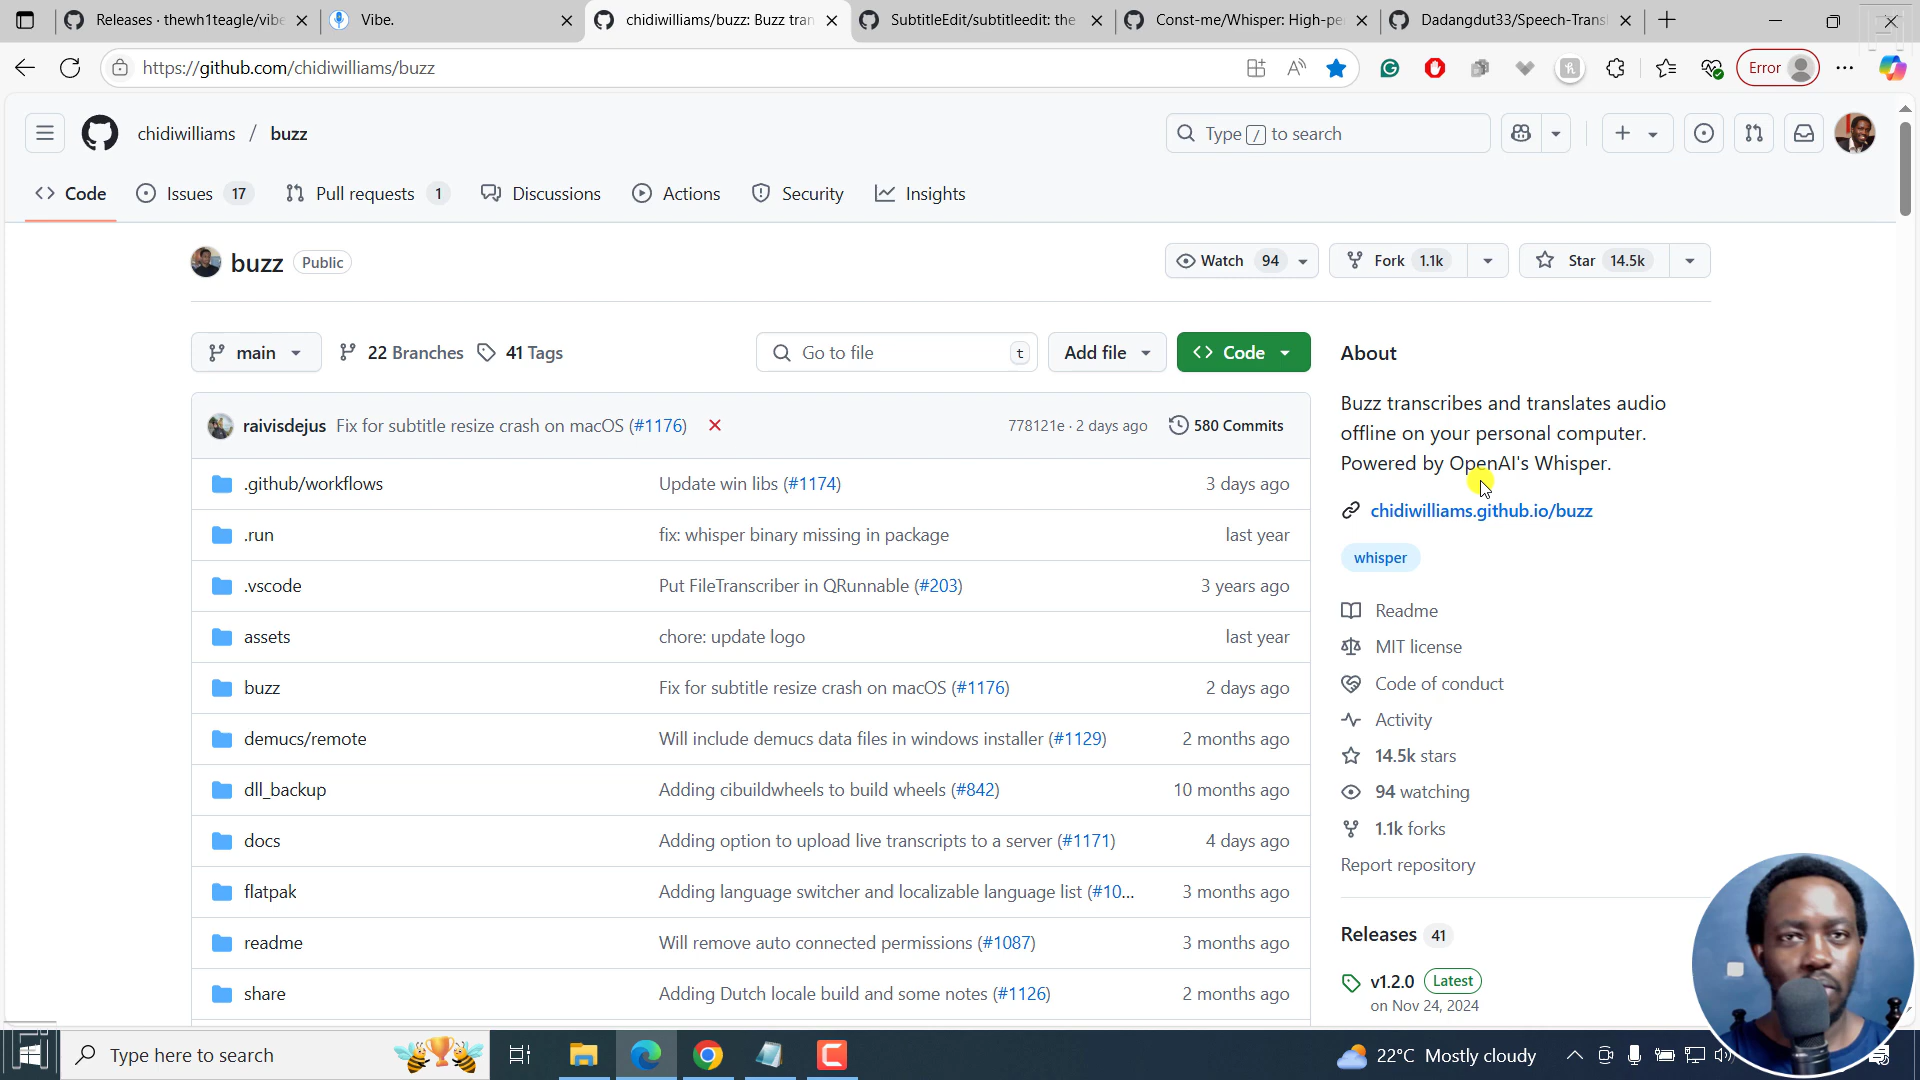 Releases · thewh1teagle/vibe
Vibe.
chidiwilliams/buzz: Buzz tran
SubtitleEdit/subtitleedit: the
Const-me/Whisper: High-pe
Dadangdut33/Speech-Transl
https://github.com/chidiwilliams/buzz
Error
chidiwilliams / buzz
Type / to search
Code
Issues 17
Pull requests 1
Discussions
Actions
Security
Insights
buzz Public
Watch 94
Fork 1.1k
Star 14.5k
main
22 Branches
41 Tags
Go to file t
Add file
Code
raivisdejus Fix for subtitle resize crash on macOS (#1176) 778121e · 2 days ago 580 Commits
.github/workflows Update win libs (#1174) 3 days ago
.run fix: whisper binary missing in package last year
.vscode Put FileTranscriber in QRunnable (#203) 3 years ago
assets chore: update logo last year
buzz Fix for subtitle resize crash on macOS (#1176) 2 days ago
demucs/remote Will include demucs data files in windows installer (#1129) 2 months ago
dll_backup Adding cibuildwheels to build wheels (#842) 10 months ago
docs Adding option to upload live transcripts to a server (#1171) 4 days ago
flatpak Adding language switcher and localizable language list (#10... 3 months ago
readme Will remove auto connected permissions (#1087) 3 months ago
share Adding Dutch locale build and some notes (#1126) 2 months ago
About
Buzz transcribes and translates audio
offline on your personal computer.
Powered by OpenAI's Whisper.
chidiwilliams.github.io/buzz
whisper
Readme
MIT license
Code of conduct
Activity
14.5k stars
94 watching
1.1k forks
Report repository
Releases 41
v1.2.0 Latest
on Nov 24, 2024
Type here to search
22°C Mostly cloudy